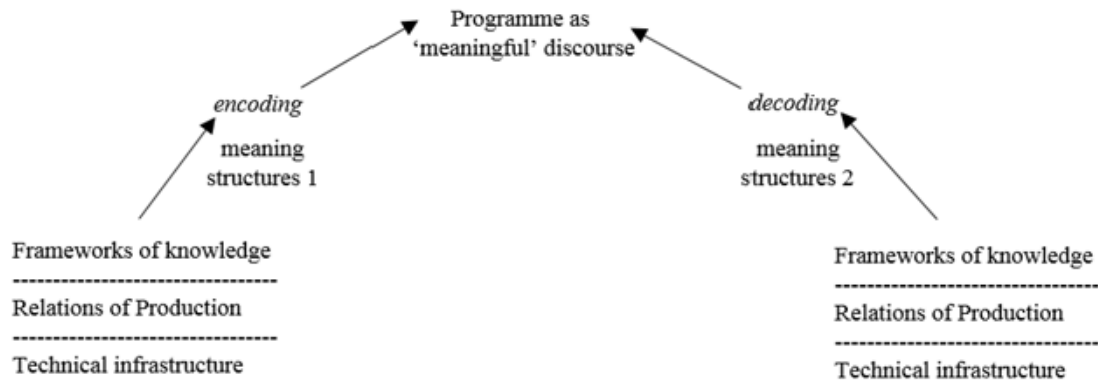 Programme as
‘meaningful’ discourse
encoding
meaning
structures 1
decoding
meaning
structures 2
Frameworks of knowledge
Relations of Production
Technical infrastructure
Frameworks of knowledge
Relations of Production
Technical infrastructure